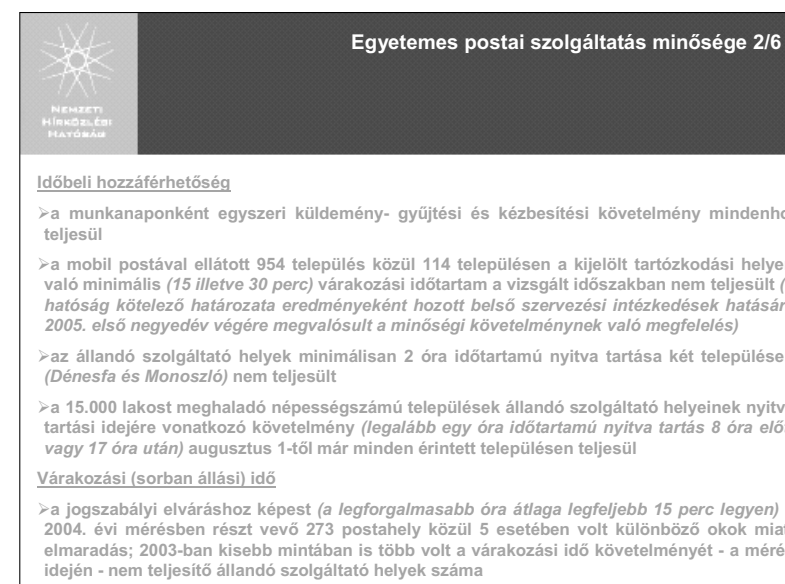 Egyetemes postai szolgáltatás minősége 2/6
NEMZETI
HÍRKÖZLÉSI
HATÓSÁG
Időbeli hozzáférhetőség
➢a munkanaponként egyszeri küldemény- gyűjtési és kézbesítési követelmény mindenho
teljesül
➢a mobil postával ellátott 954 település közül 114 településen a kijelölt tartózkodási helye
való minimális (15 illetve 30 perc) várakozási időtartam a vizsgált időszakban nem teljesült (
hatóság kötelező határozata eredményeként hozott belső szervezési intézkedések hatásár
2005. első negyedév végére megvalósult a minőségi követelménynek való megfelelés)
➢az állandó szolgáltató helyek minimálisan 2 óra időtartamú nyitva tartása két települése
(Dénesfa és Monoszló) nem teljesült
➢a 15.000 lakost meghaladó népességszámú települések állandó szolgáltató helyeinek nyitv
tartási idejére vonatkozó követelmény (legalább egy óra időtartamú nyitva tartás 8 óra elő
vagy 17 óra után) augusztus 1-től már minden érintett településen teljesül
Várakozási (sorban állási) idő
➢a jogszabályi elváráshoz képest (a legforgalmasabb óra átlaga legfeljebb 15 perc legyen)
2004. évi mérésben részt vevő 273 postahely közül 5 esetében volt különböző okok mia
elmaradás; 2003-ban kisebb mintában is több volt a várakozási idő követelményét - a méré
idején - nem teljesítő állandó szolgáltató helyek száma